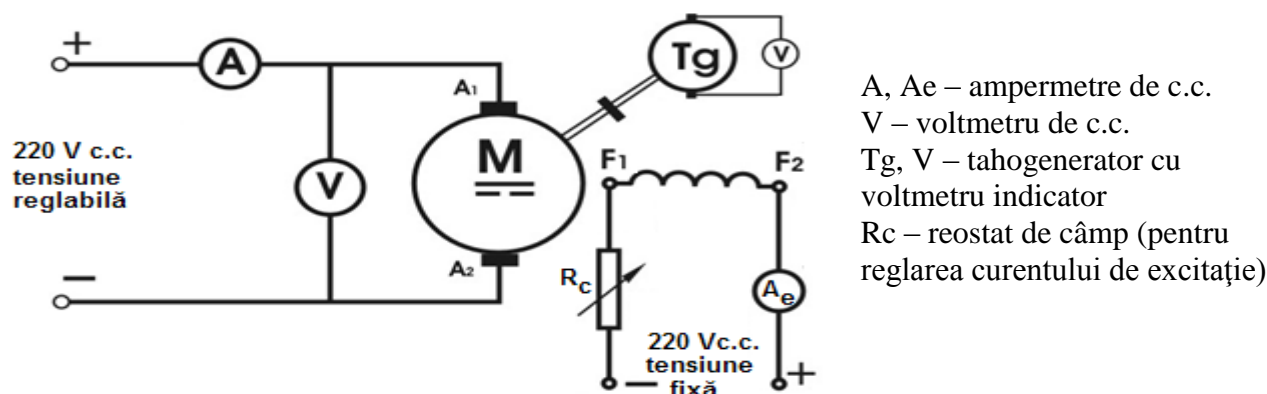 +
A
A1
M
A2
V
220 V c.c.
tensiune
reglabilă
−
Tg
V
F1
F2
Rc
Ae
220 Vc.c.
tensiune
fixă
−
+
A, Ae – ampermetre de c.c.
V – voltmetru de c.c.
Tg, V – tahogenerator cu
voltmetru indicator
Rc – reostat de câmp (pentru
reglarea curentului de excitaţie)